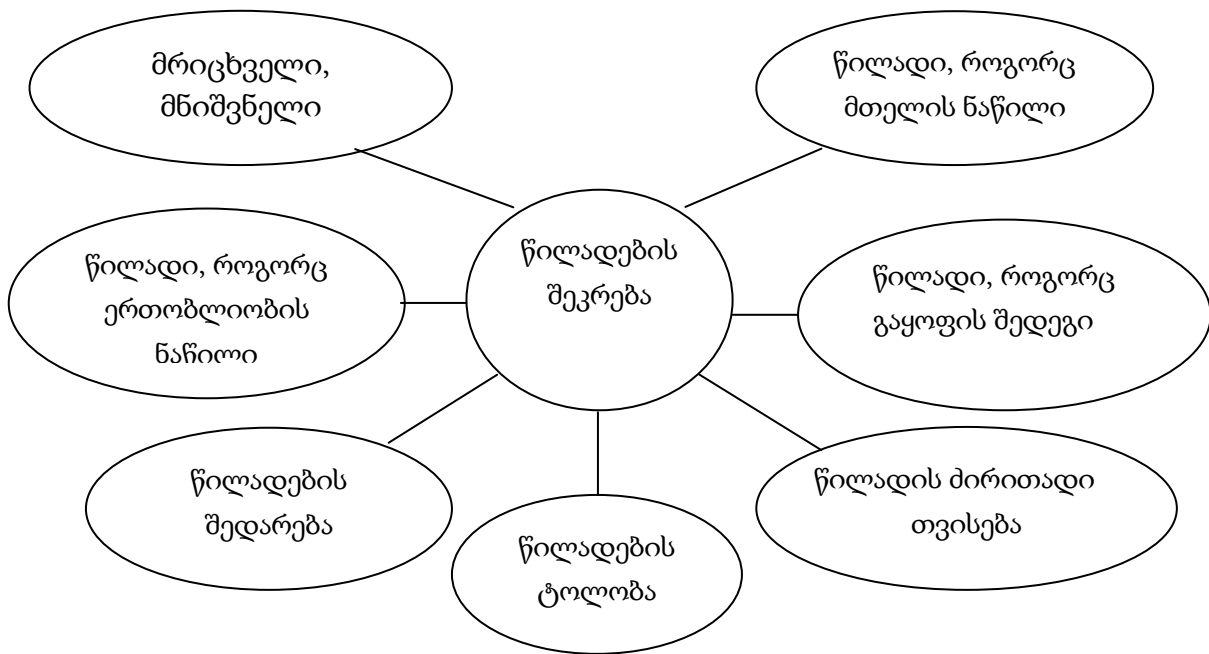 მრიცხველი,
მნიშვნელი
წილადი, როგორც
მთელის ნაწილი
წილადების
შეკრება
წილადი, როგორც
ერთობლიობის
ნაწილი
წილადი, როგორც
გაყოფის შედეგი
წილადების
შედარება
წილადების
ტოლობა
წილადის ძირითადი
თვისება